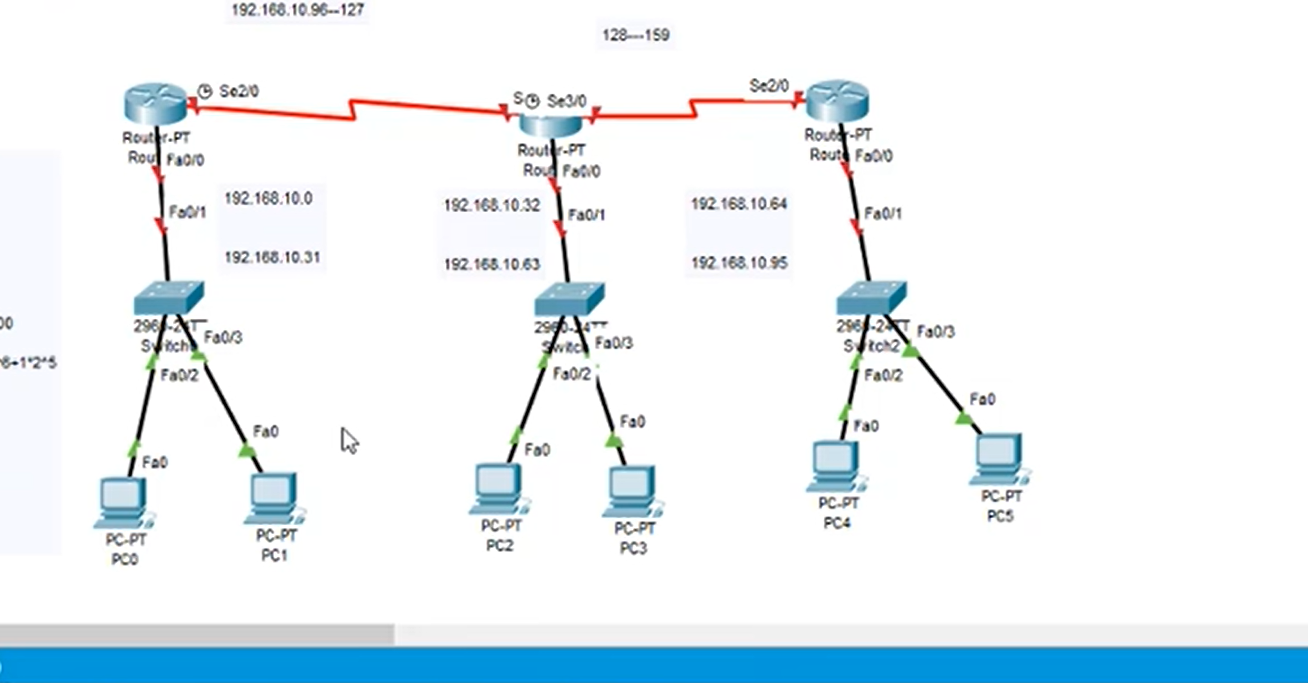 192.168.10.96--127
128----159
Se2/0
S
Se3/0
Se2/0
Router-PT
Rout
Fa0/0
Router-PT
Rout
Fa0/0
Router-PT
Route
Fa0/0
Fa0/1
192.168.10.0
192.168.10.31
192.168.10.32
192.168.10.63
Fa0/1
192.168.10.64
192.168.10.95
Fa0/1
00
2960-24TT
Switch
Fa0/3
Fa0/2
2960-24TT
Switch
Fa0/3
Fa0/2
2960-24TT
Switch2
Fa0/3
Fa0/2
*6+1*2^5
Fa0
Fa0
Fa0
Fa0
Fa0
Fa0
PC-PT
PC0
PC-PT
PC1
PC-PT
PC2
PC-PT
PC3
PC-PT
PC4
PC-PT
PC5